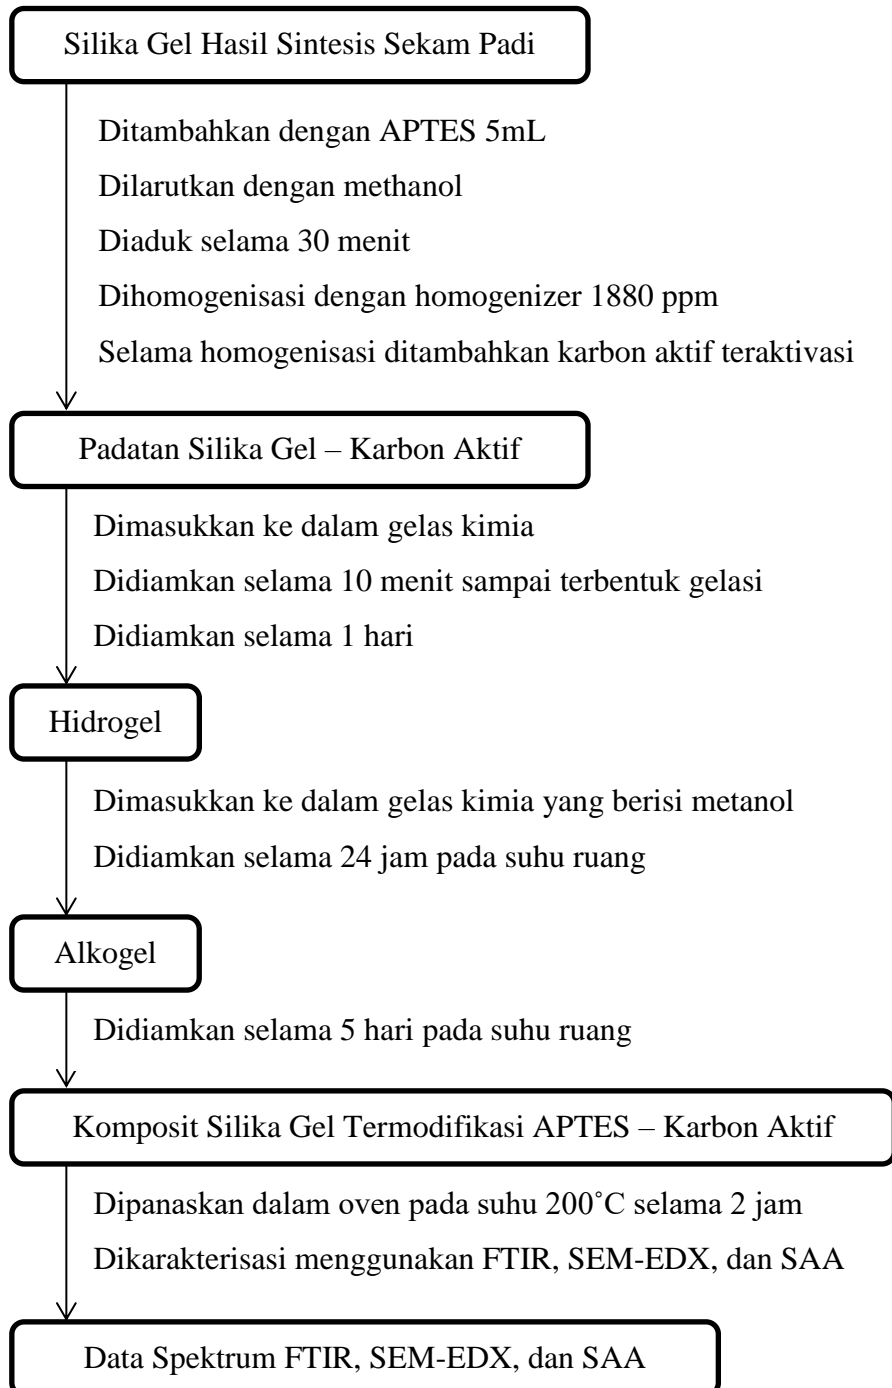 Silika Gel Hasil Sintesis Sekam Padi
Ditambahkan dengan APTES 5mL
Dilarutkan dengan methanol
Diaduk selama 30 menit
Dihomogenisasi dengan homogenizer 1880 ppm
Selama homogenisasi ditambahkan karbon aktif teraktivasi
Padatan Silika Gel – Karbon Aktif
Dimasukkan ke dalam gelas kimia
Didiamkan selama 10 menit sampai terbentuk gelasi
Didiamkan selama 1 hari
Hidrogel
Dimasukkan ke dalam gelas kimia yang berisi metanol
Didiamkan selama 24 jam pada suhu ruang
Alkogel
Didiamkan selama 5 hari pada suhu ruang
Komposit Silika Gel Termodifikasi APTES – Karbon Aktif
Dipanaskan dalam oven pada suhu 200˚C selama 2 jam
Dikarakterisasi menggunakan FTIR, SEM-EDX, dan SAA
Data Spektrum FTIR, SEM-EDX, dan SAA